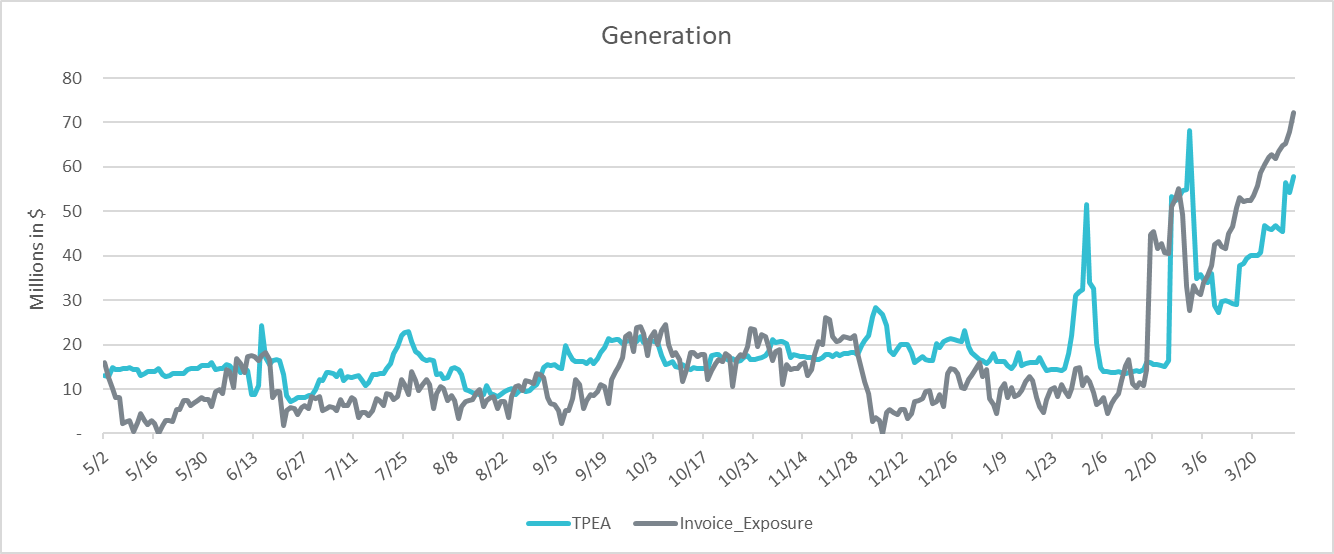 Generation
80
70
60
50
40
30
20
10
-
Millions in $
5/2 5/16 5/30 6/13 6/27 7/11 7/25 8/8 8/22 9/5 9/19 10/3 10/17 10/31 11/14 11/28 12/12 12/26 1/9 1/23 2/6 2/20 3/6 3/20
TPEA Invoice_Exposure